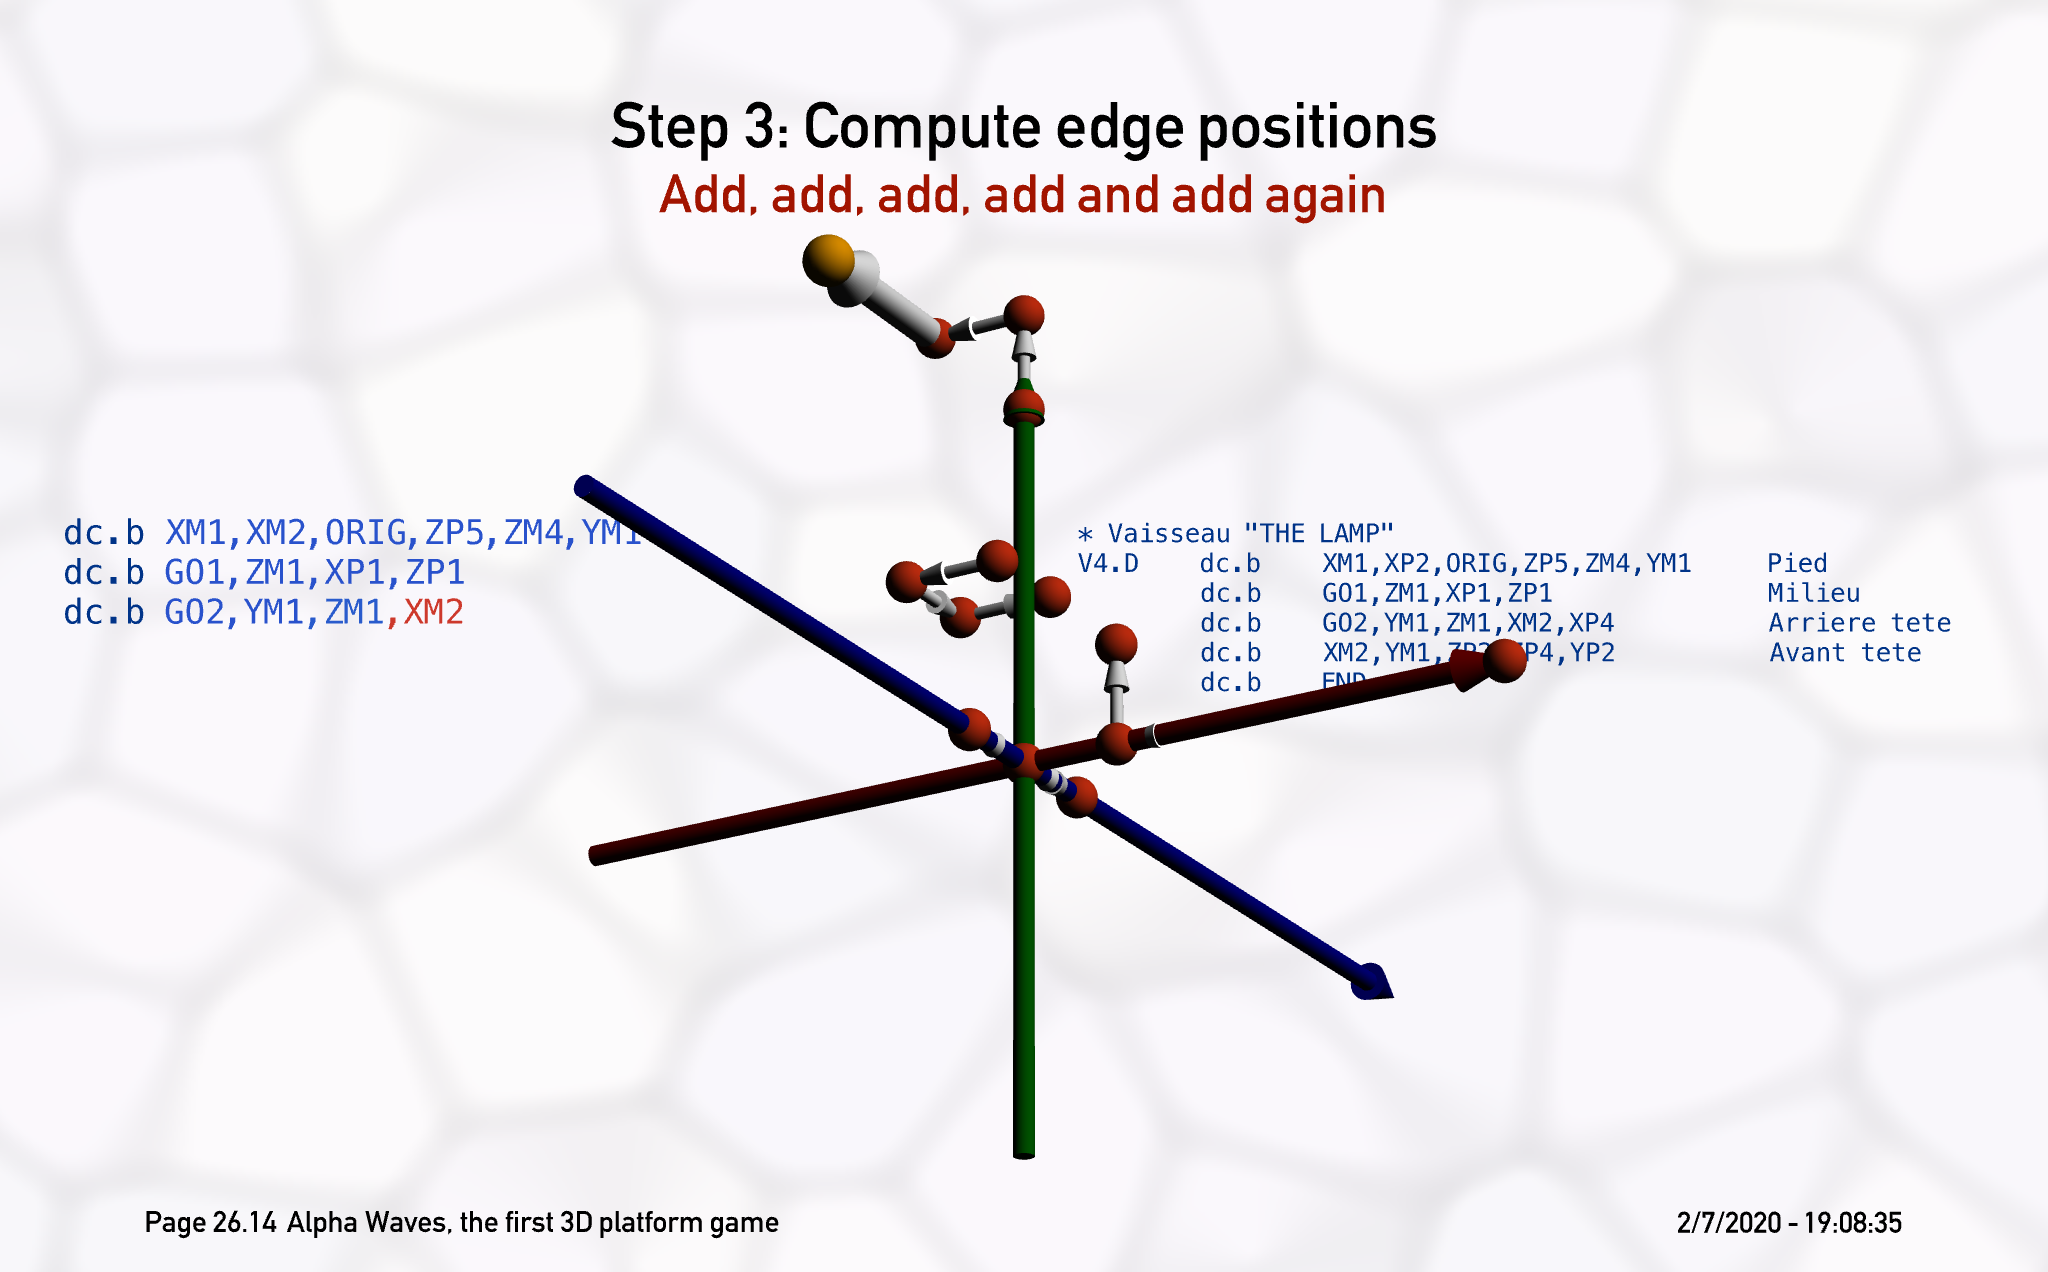 Step 3: Compute edge positions
Add, add, add, add and add again
dc.b XM1,XM2,ORIG,ZP5,ZM4,YM1
dc.b GO1,ZM1,XP1,ZP1
dc.b GO2,YM1,ZM1,XM2
* Vaisseau "THE LAMP"
V4.D dc.b XM1,XP2,ORIG,ZP5,ZM4,YM1 Pied
dc.b GO1,ZM1,XP1,ZP1 Milieu
dc.b GO2,YM1,ZM1,XM2,XP4 Arriere tete
dc.b XM2,YM1,ZP2,XP4,YP2 Avant tete
dc.b END
Page 26.14 Alpha Waves, the first 3D platform game
2/7/2020 - 19:08:35